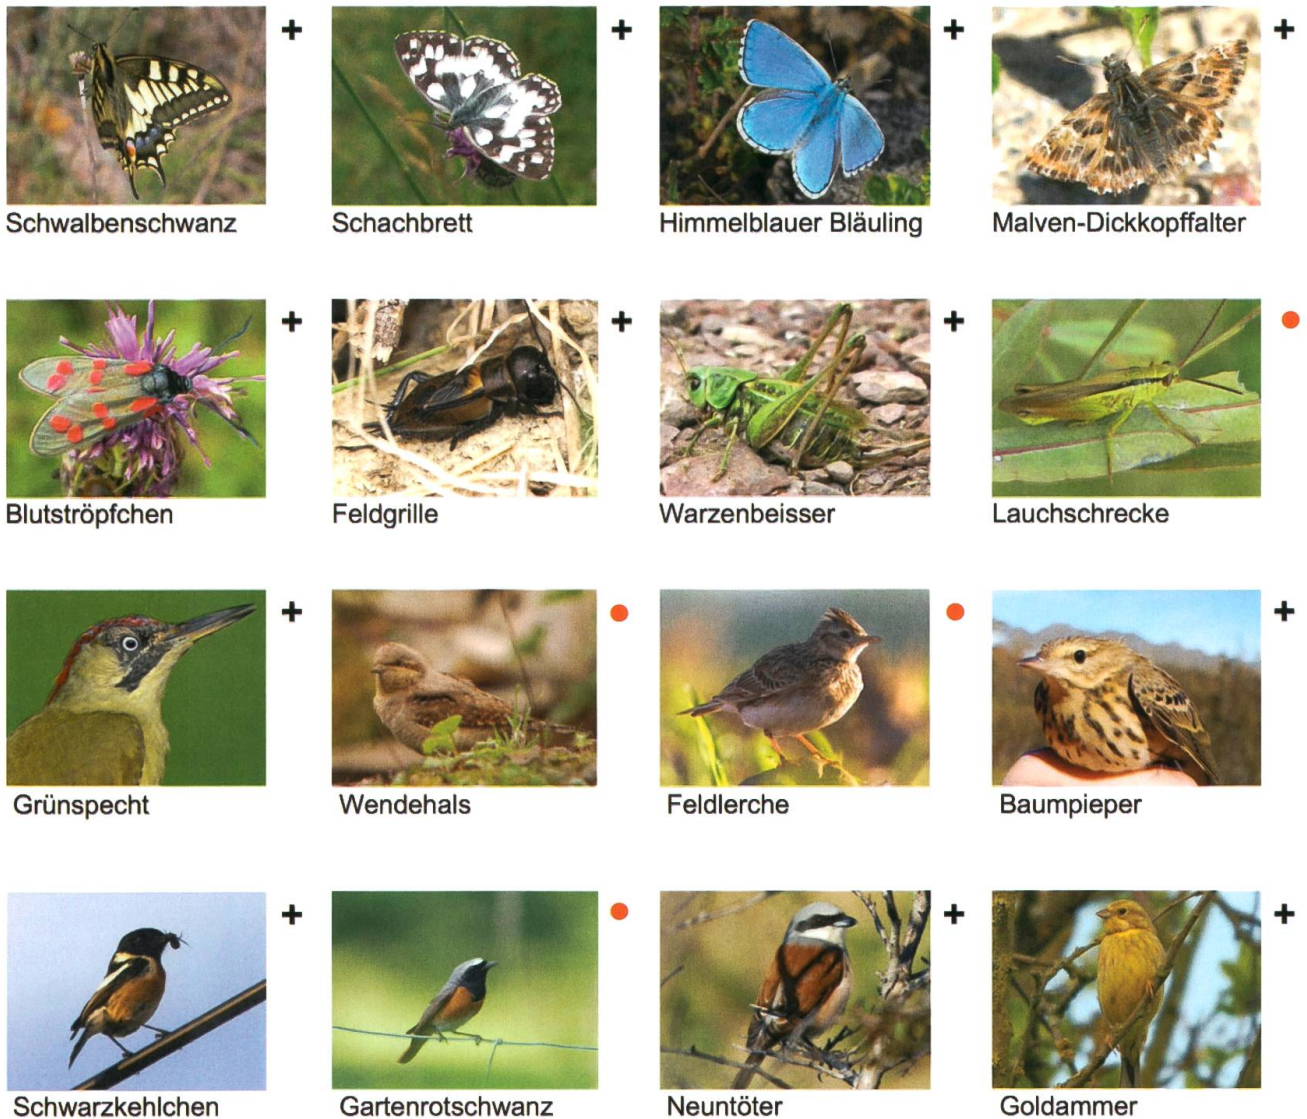 Schwalbenschwanz + Schachbrett + Himmelblauer Bläuling + Malven-Dickkopffalter +
Blutströpfchen + Feldgrille + Warzenbeisser + Lauchschrecke ●
Grünspecht + Wendehals ● Feldlerche ● Baumpieper +
Schwarzkehlchen + Gartenrotschwanz ● Neuntöter + Goldammer +